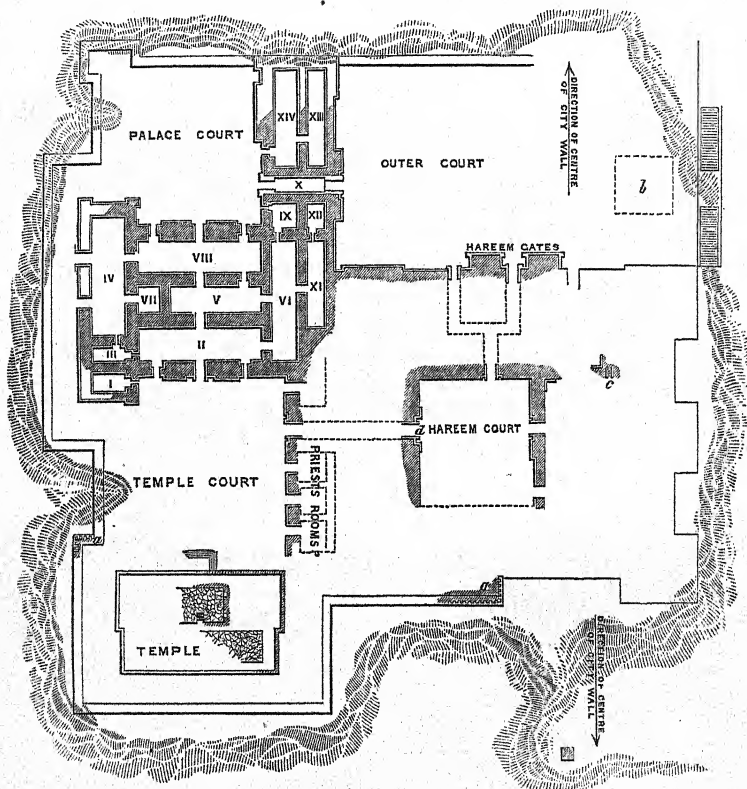 PALACE COURT
XIV
XIII
OUTER COURT
DIRECTION OF CENTRE
OF CITY WALL
b
X
IX
XII
HAREEM GATES
VIII
IV
VII
V
VI
XI
II
III
I
c
d
HAREEM COURT
TEMPLE COURT
PRIESTS ROOMS
a
a
TEMPLE
DIRECTION OF CENTRE
OF CITY WALL